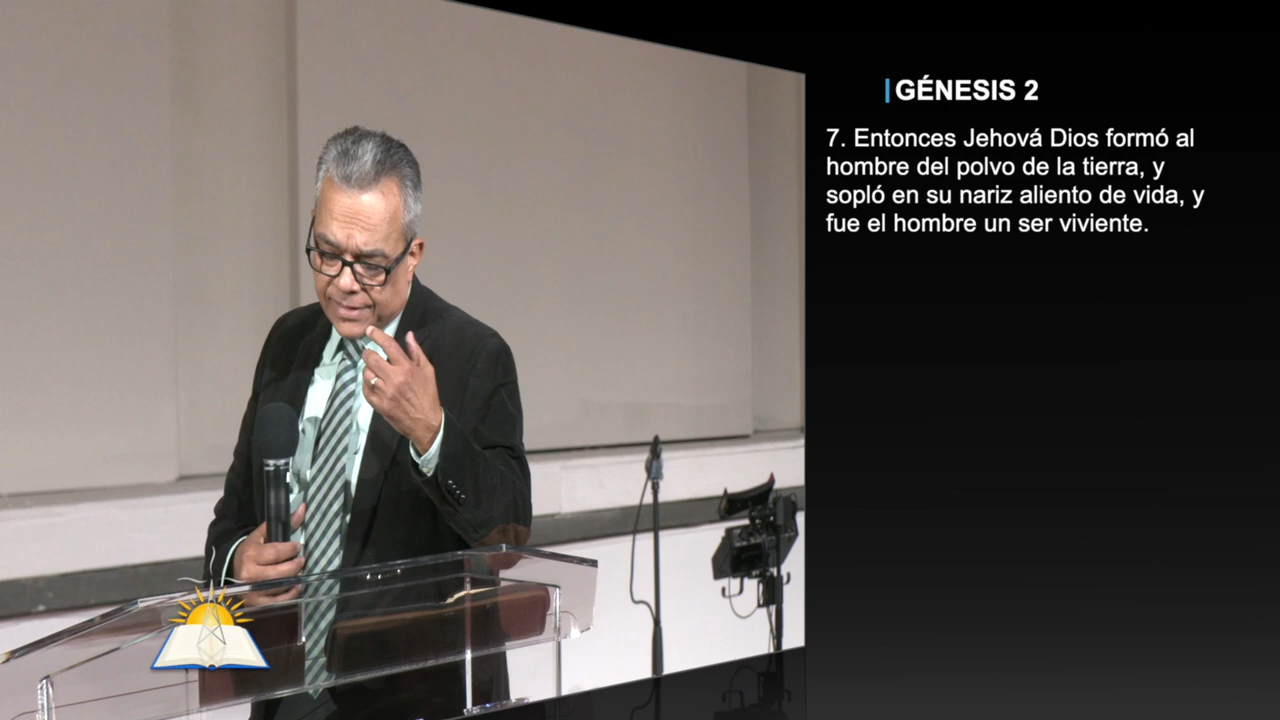 GÉNESIS 2
7. Entonces Jehová Dios formó al
hombre del polvo de la tierra, y
sopló en su nariz aliento de vida, y
fue el hombre un ser viviente.